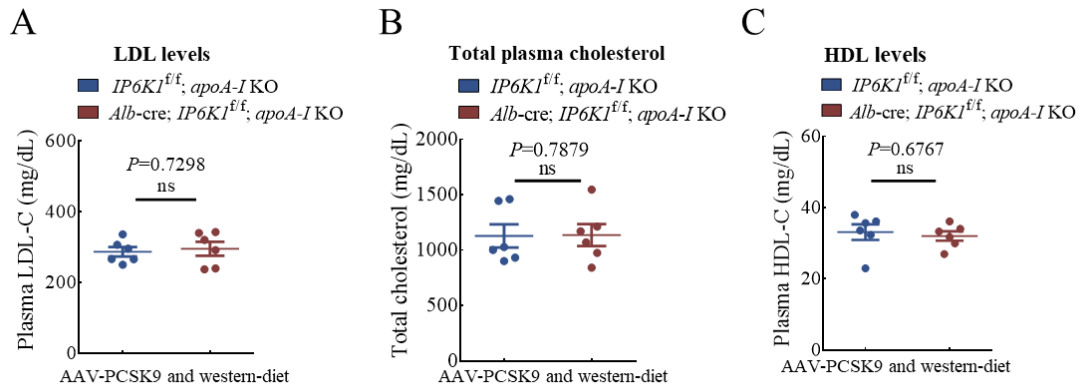 A
LDL levels
IP6K1f/f; apoA-I KO
Alb-cre; IP6K1f/f; apoA-I KO
P=0.7298
ns
Plasma LDL-C (mg/dL)
600
400
200
0
AAV-PCSK9 and western-diet
B
Total plasma cholesterol
IP6K1f/f; apoA-I KO
Alb-cre; IP6K1f/f; apoA-I KO
P=0.7879
ns
Total cholesterol (mg/dL)
2000
1500
1000
500
0
AAV-PCSK9 and western-diet
C
HDL levels
IP6K1f/f; apoA-I KO
Alb-cre; IP6K1f/f; apoA-I KO
P=0.6767
ns
Plasma HDL-C (mg/dL)
60
40
20
0
AAV-PCSK9 and western-diet